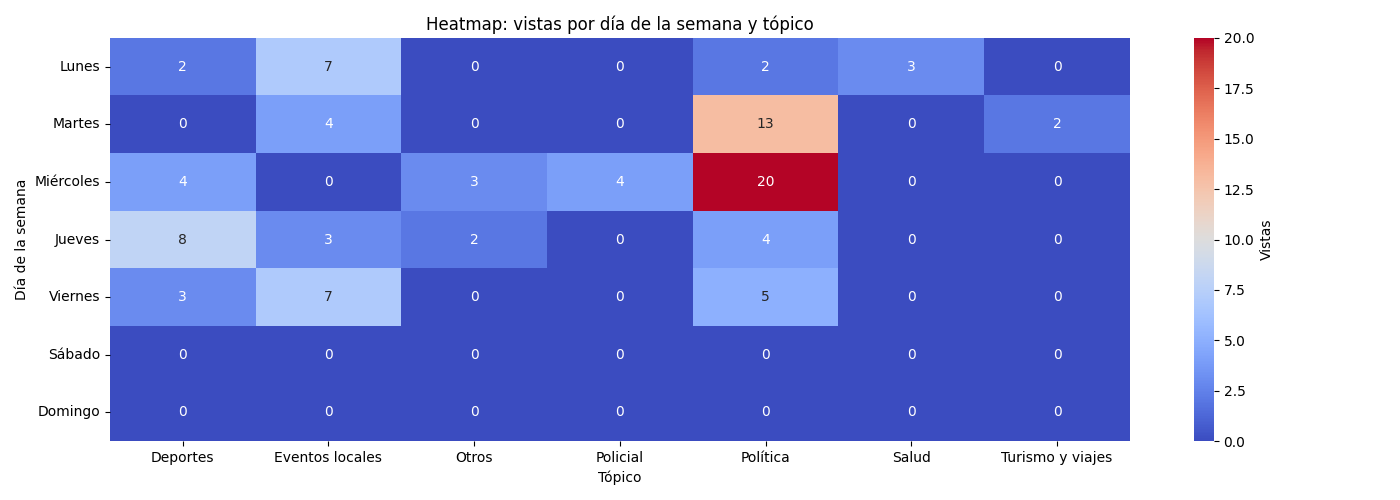 Heatmap: vistas por día de la semana y tópico
Lunes 2 7 0 0 2 3 0
Martes 0 4 0 0 13 0 2
Miércoles 4 0 3 4 20 0 0
Jueves 8 3 2 0 4 0 0
Viernes 3 7 0 0 5 0 0
Sábado 0 0 0 0 0 0 0
Domingo 0 0 0 0 0 0 0
Deportes Eventos locales Otros Policial Política Salud Turismo y viajes
Tópico
Día de la semana
20.0
17.5
15.0
12.5
10.0
7.5
5.0
2.5
0.0
Vistas